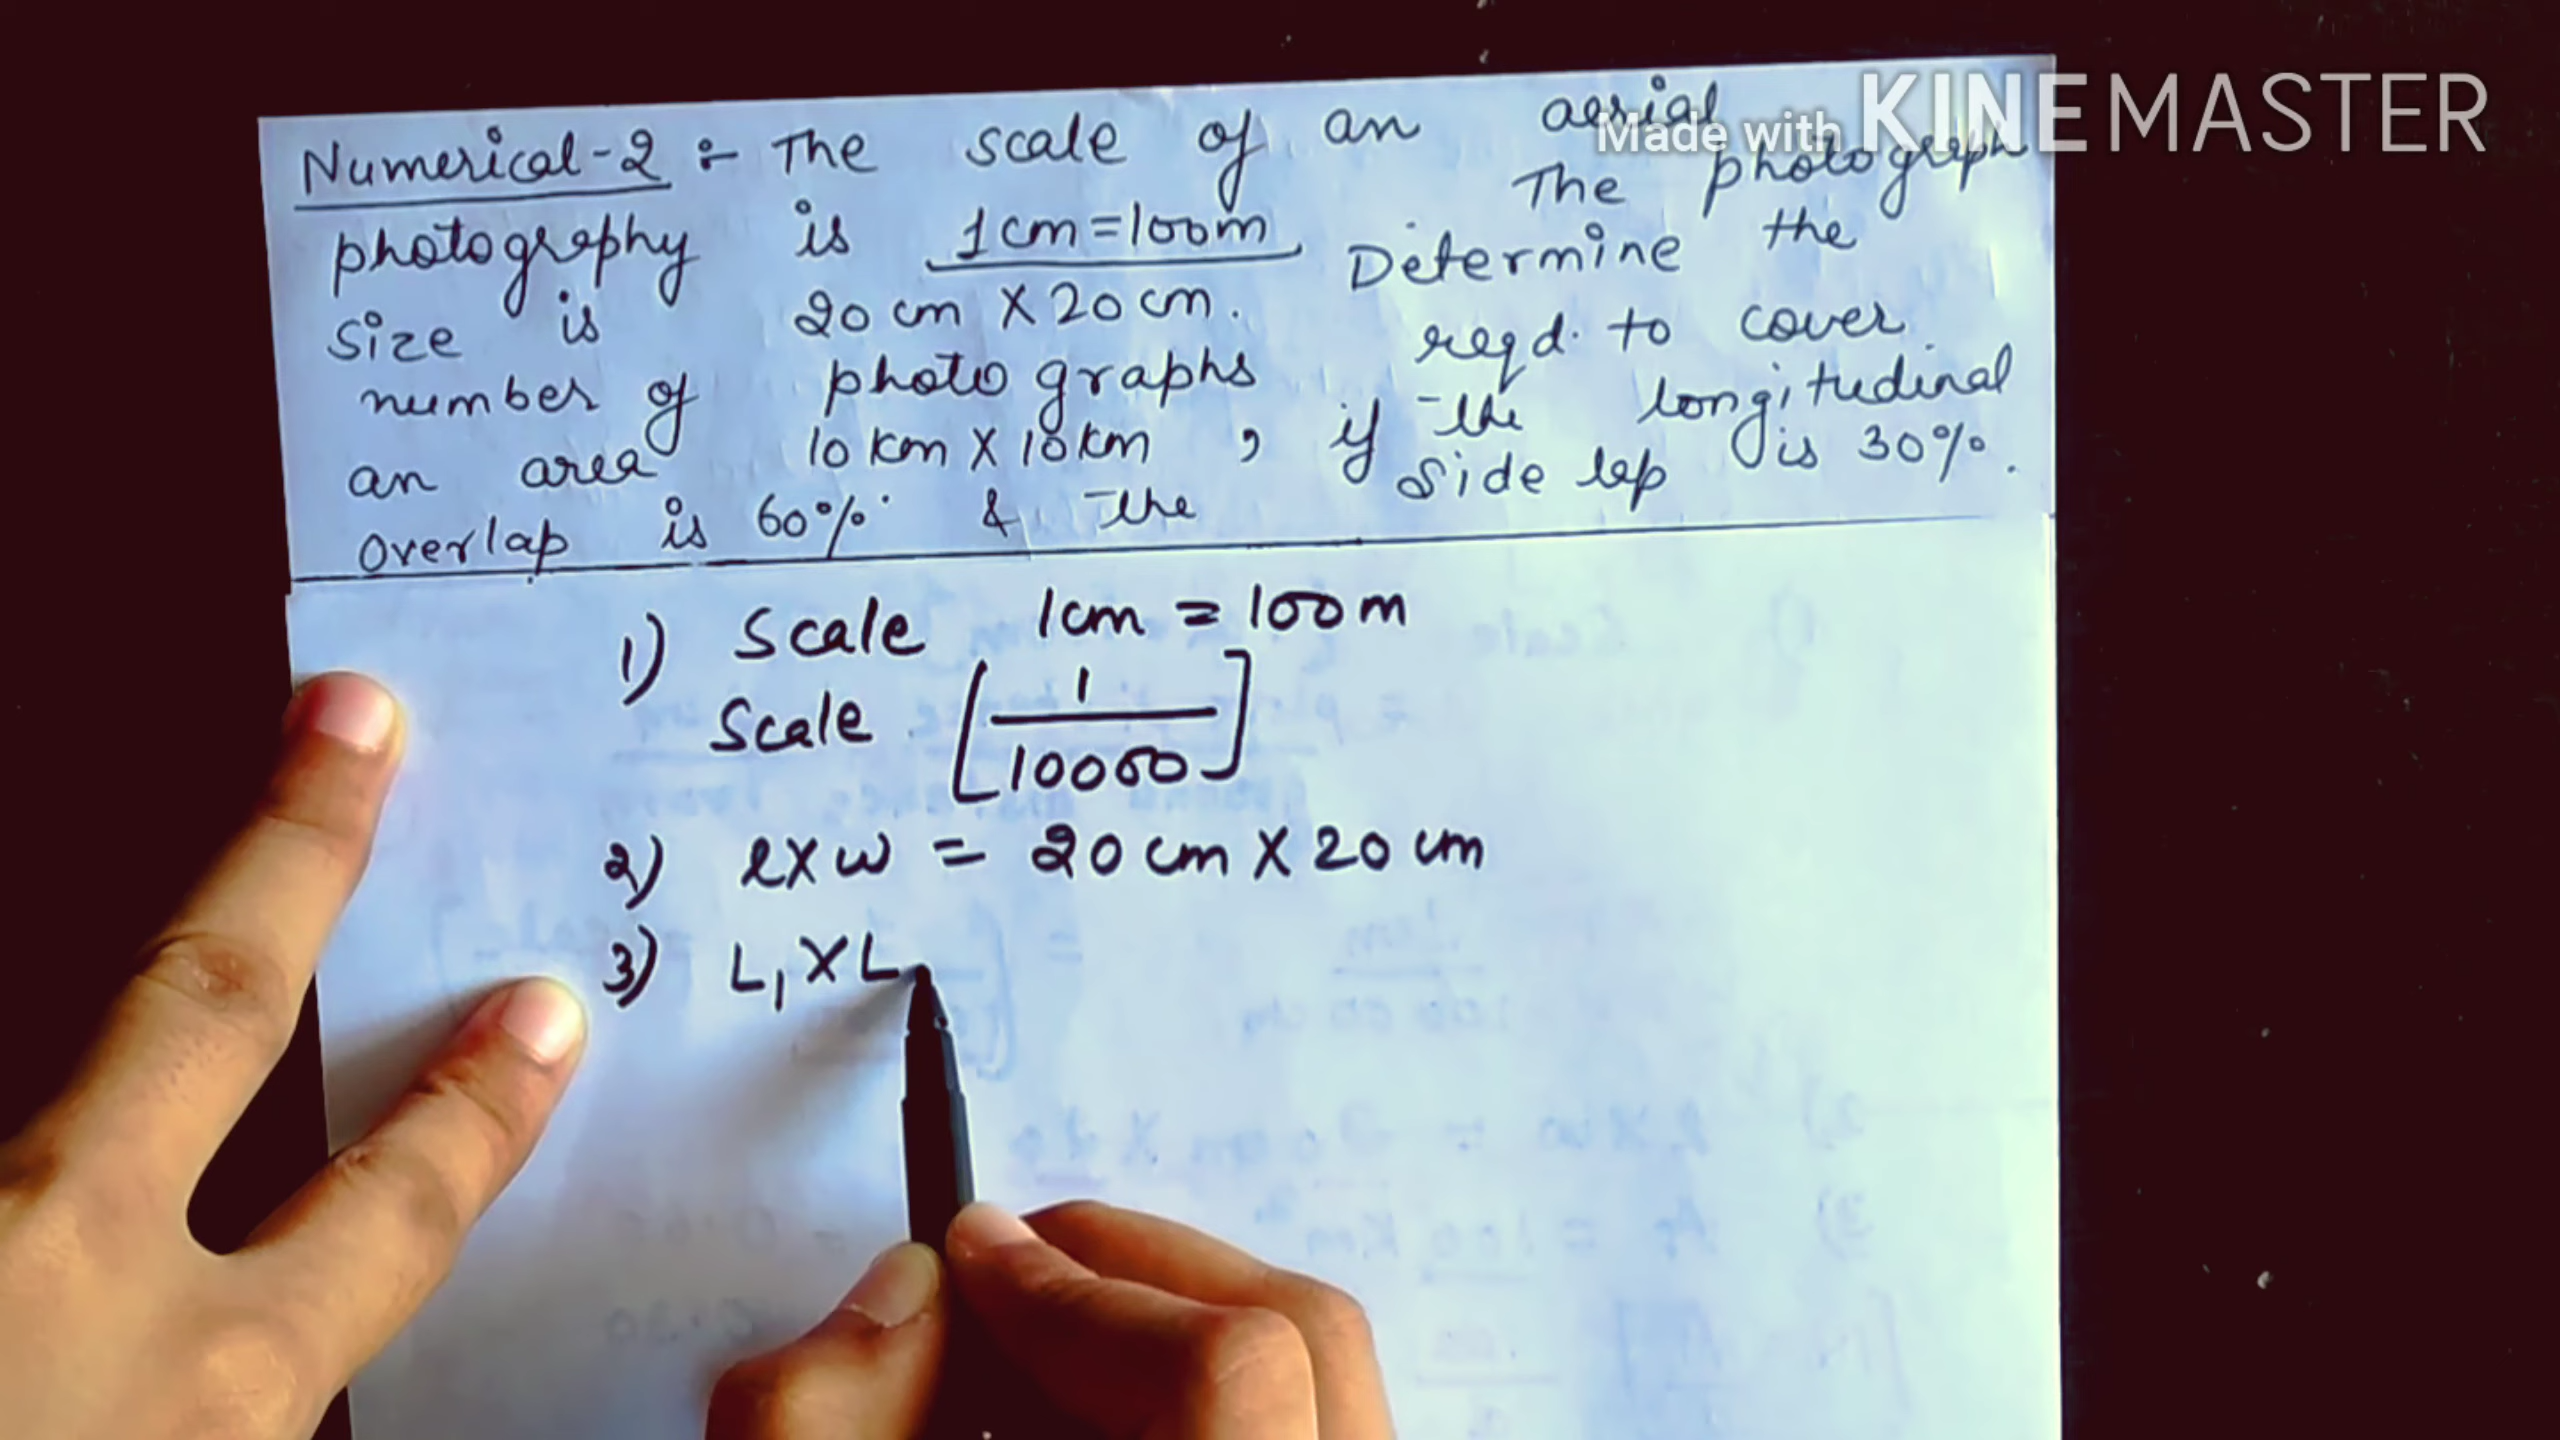 Made with KINEMASTER
Numerical-2 :- The scale of an aerial
photography is 1cm=100m. The photograph
size is 20 cm X 20 cm. Determine the
number of photographs reqd. to cover
an area 10 km X 10 km, if the longitudinal
overlap is 60% & the side lap is 30%.
1) Scale 1cm = 100m
Scale [1/10000]
2) l X w = 20 cm X 20 cm
3) L1 X L